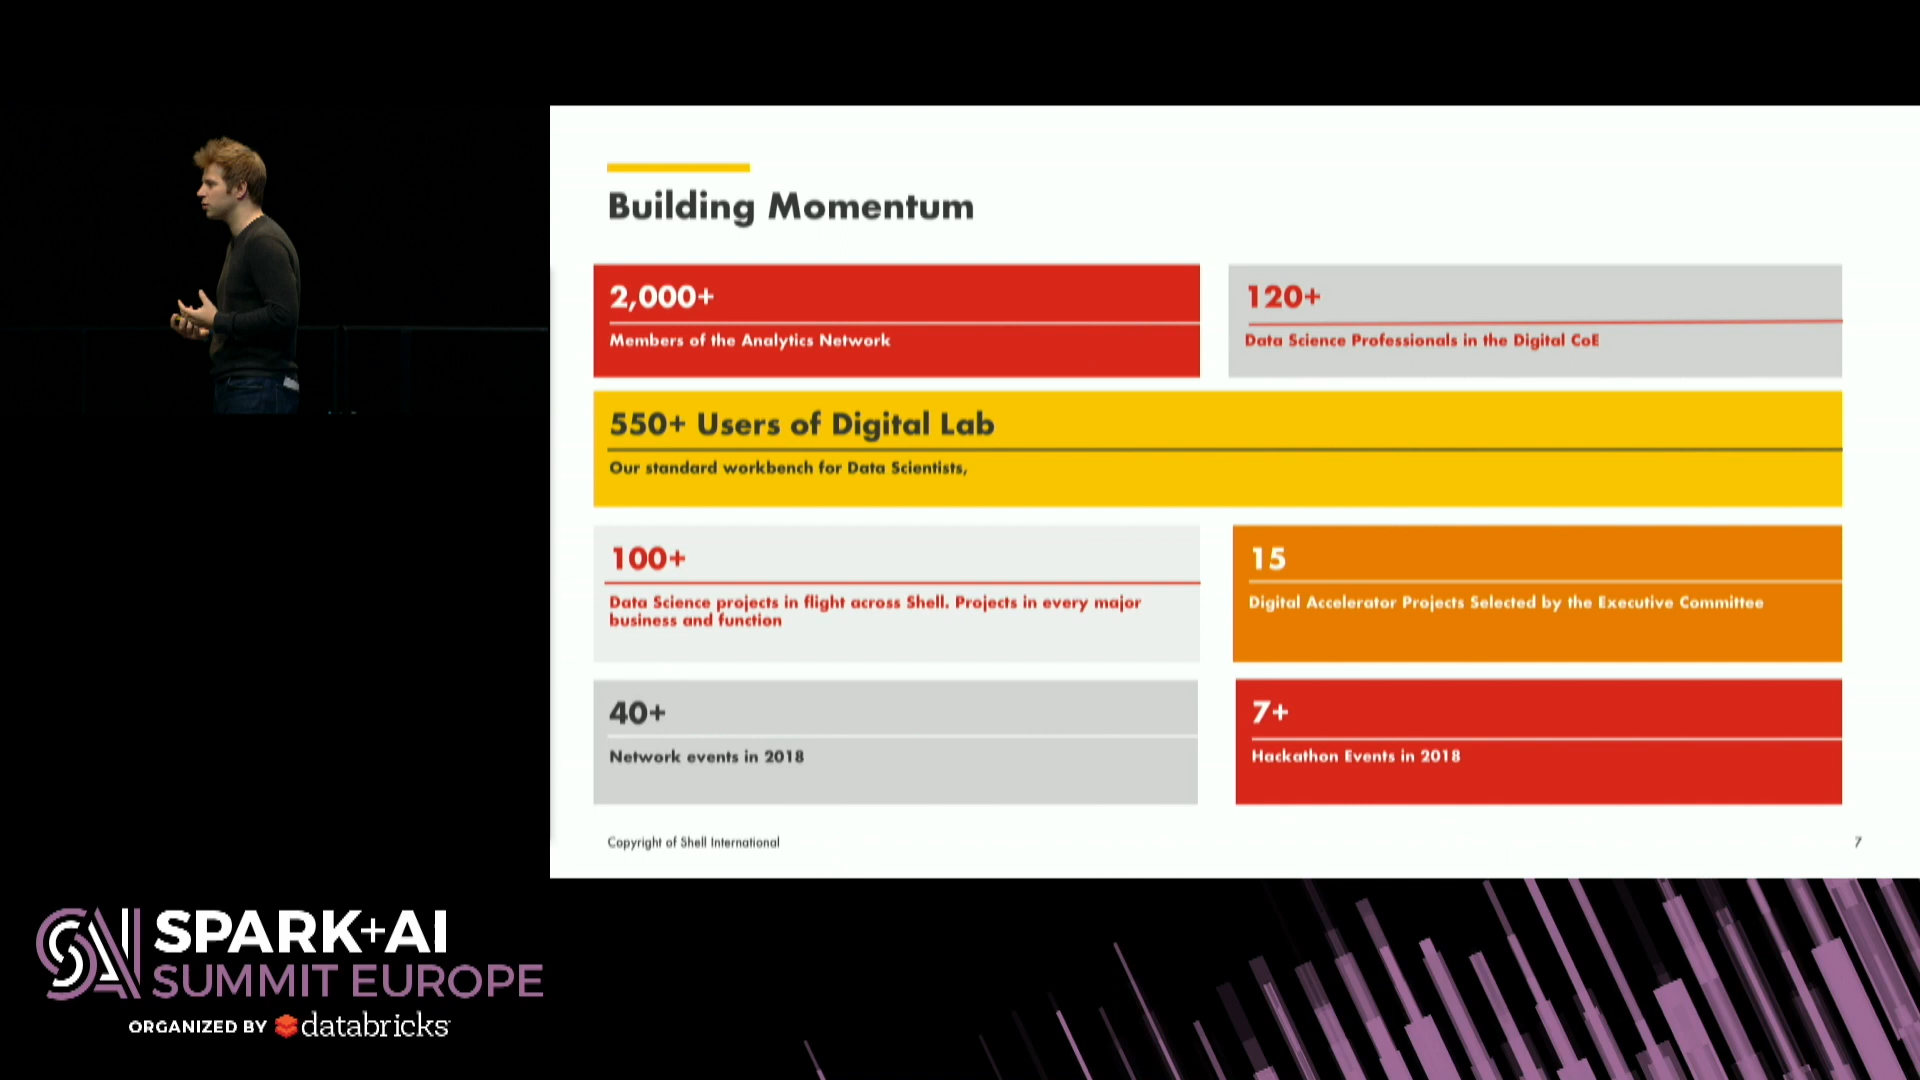 Building Momentum
2,000+
Members of the Analytics Network
120+
Data Science Professionals in the Digital CoE
550+ Users of Digital Lab
Our standard workbench for Data Scientists,
100+
Data Science projects in flight across Shell. Projects in every major
business and function
15
Digital Accelerator Projects Selected by the Executive Committee
40+
Network events in 2018
7+
Hackathon Events in 2018
Copyright of Shell International
7
SAI SPARK+AI
SUMMIT EUROPE
ORGANIZED BY databricks